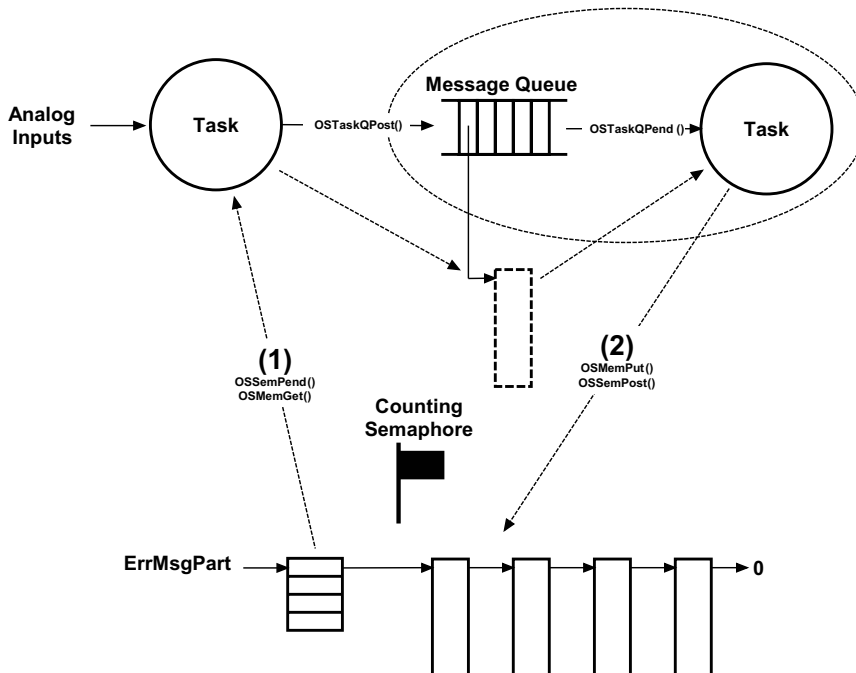 Message Queue
Analog
Inputs
Task
OSTaskQPost()
OSTaskQPend ()
Task
(1)
OSSemPend()
OSMemGet()
(2)
OSMemPut()
OSSemPost()
Counting
Semaphore
ErrMsgPart
0